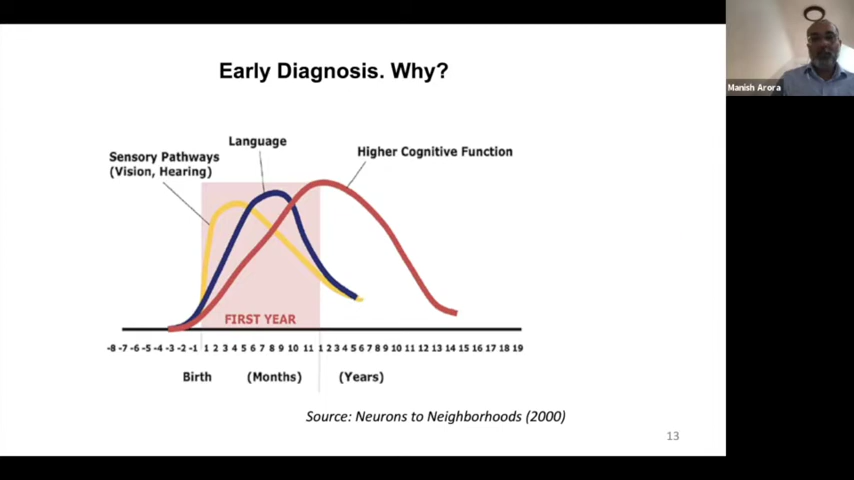 Early Diagnosis. Why?
Manish Arora
Language
Sensory Pathways
(Vision, Hearing)
Higher Cognitive Function
FIRST YEAR
-8 -7 -6 -5 -4 -3 -2 -1 1 2 3 4 5 6 7 8 9 10 11 1 2 3 4 5 6 7 8 9 10 11 12 13 14 15 16 17 18 19
Birth (Months) (Years)
Source: Neurons to Neighborhoods (2000)
13